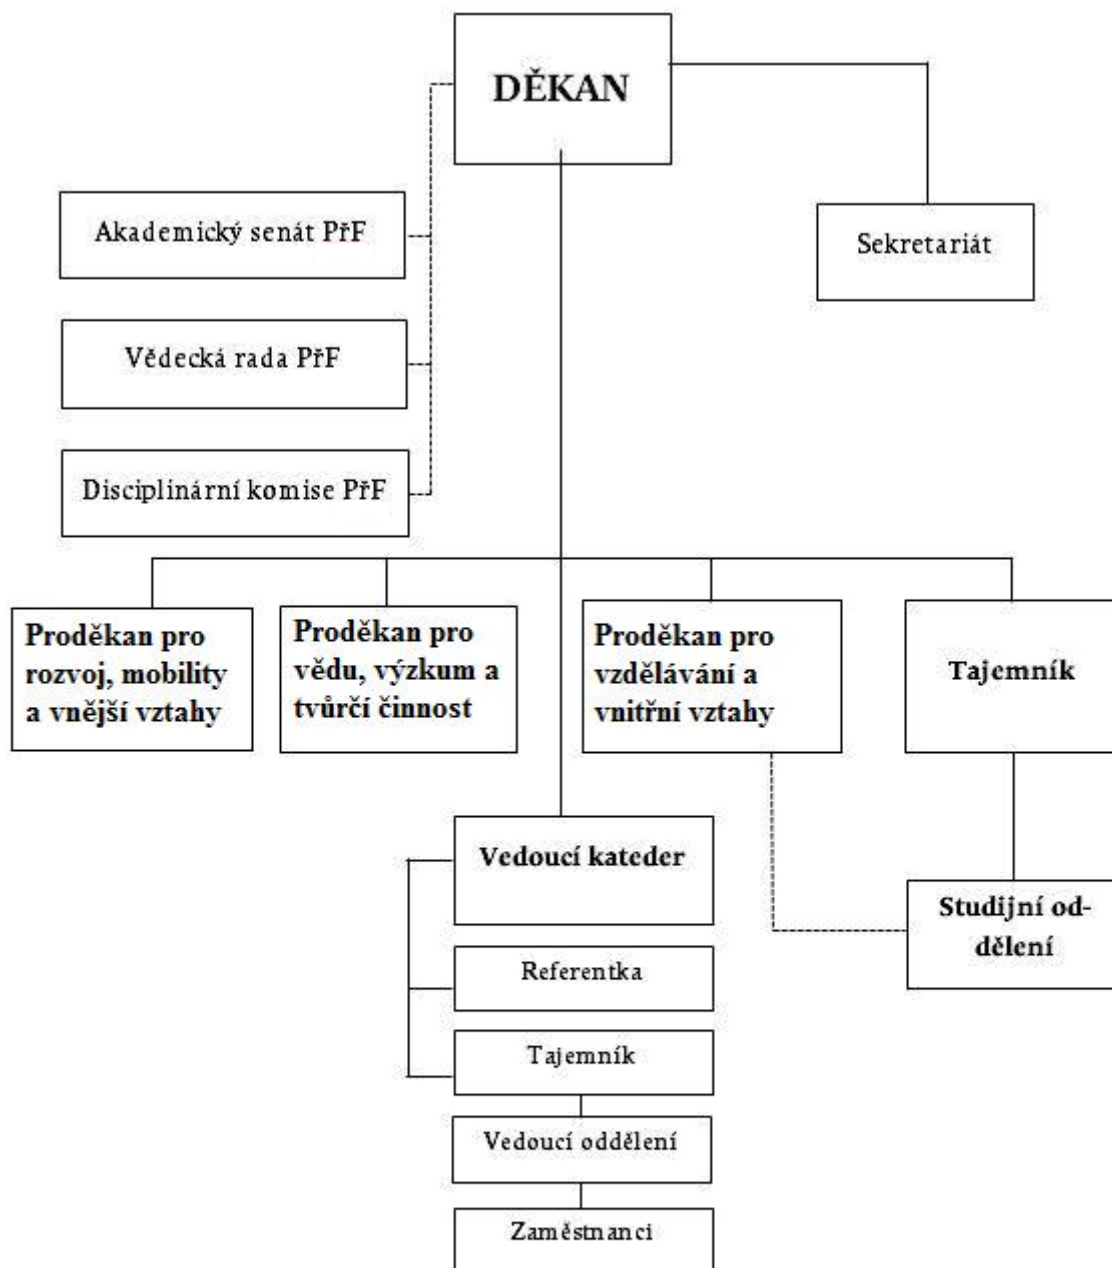 DĚKAN
Akademický senát PřF
Sekretariát
Vědecká rada PřF
Disciplinární komise PřF
Proděkan pro
rozvoj, mobility
a vnější vztahy
Proděkan pro
vědu, výzkum a
tvůrčí činnost
Proděkan pro
vzdělávání a
vnitřní vztahy
Tajemník
Vedoucí kateder
Studijní od-
dělení
Referentka
Tajemník
Vedoucí oddělení
Zaměstnanci